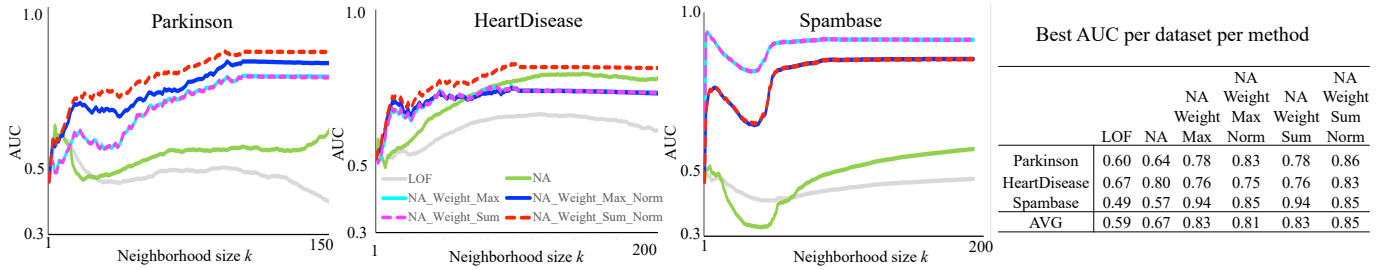 Parkinson
1.0
0.5
0.3
AUC
1
150
Neighborhood size k
HeartDisease
1.0
0.5
0.3
AUC
LOF
NA
NA_Weight_Max
NA_Weight_Max_Norm
NA_Weight_Sum
NA_Weight_Sum_Norm
1
200
Neighborhood size k
Spambase
1.0
0.5
0.3
AUC
1
200
Neighborhood size k
Best AUC per dataset per method
NA NA
NA Weight NA Weight
Weight Max Weight Sum
LOF NA Max Norm Sum Norm
Parkinson 0.60 0.64 0.78 0.83 0.78 0.86
HeartDisease 0.67 0.80 0.76 0.75 0.76 0.83
Spambase 0.49 0.57 0.94 0.85 0.94 0.85
AVG 0.59 0.67 0.83 0.81 0.83 0.85